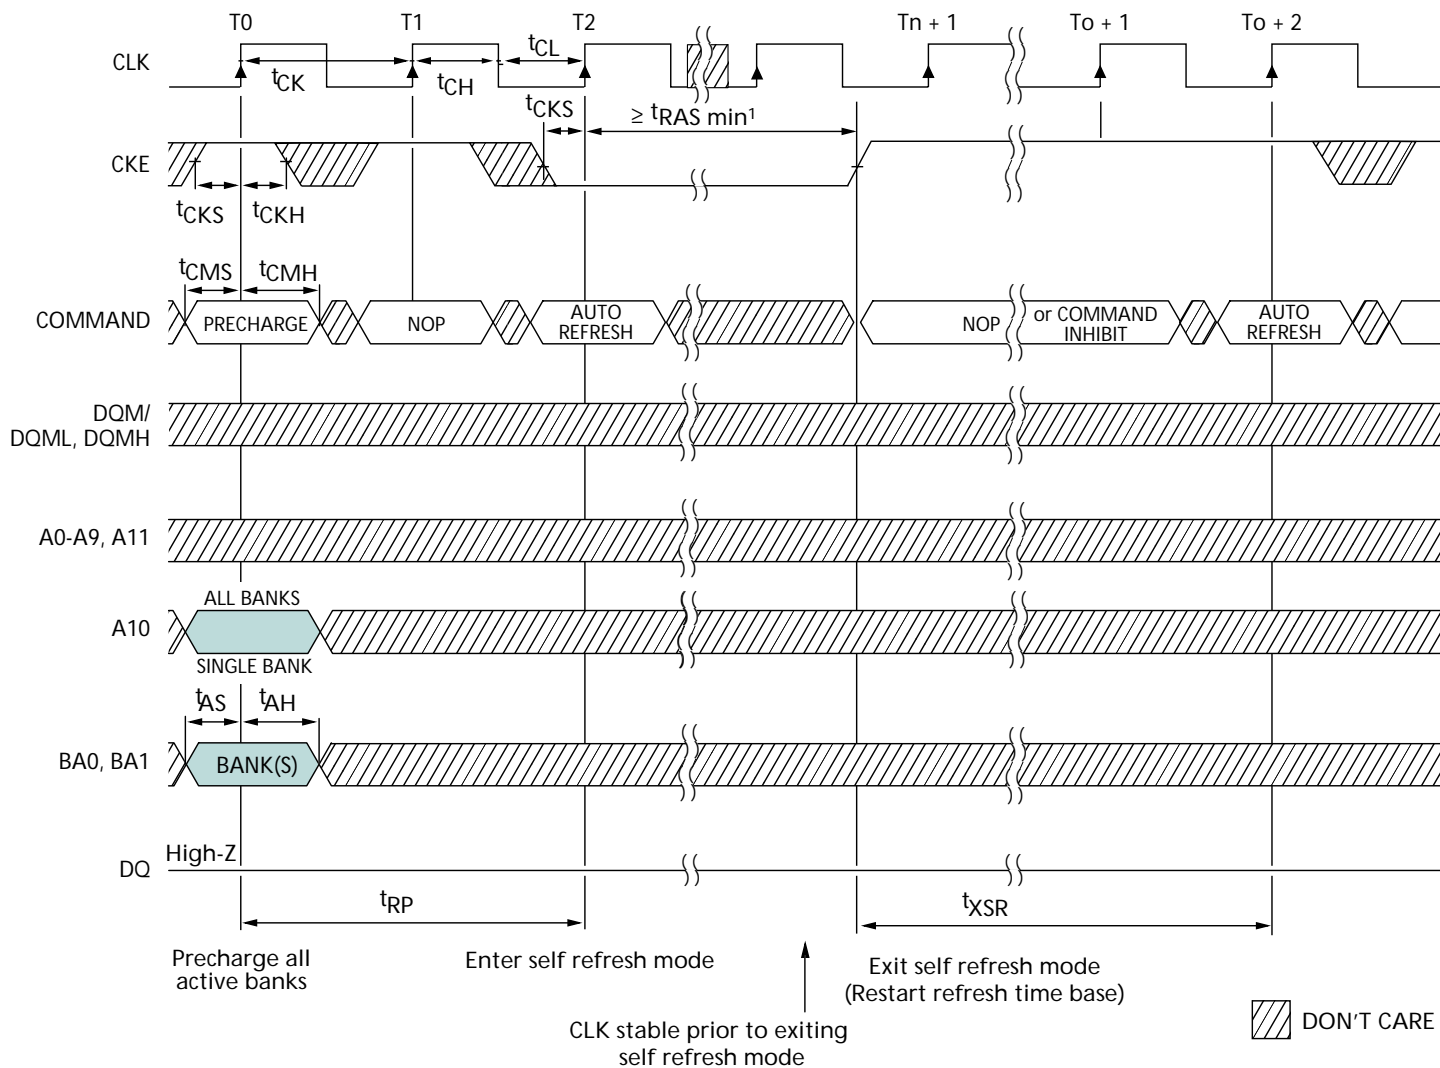 T0 T1 T2 Tn + 1 To + 1 To + 2
CLK
tCK tCH tCL
tCKS ≥ tRAS min¹
CKE
tCKS tCKH
tCMS tCMH
COMMAND PRECHARGE NOP AUTO REFRESH NOP or COMMAND INHIBIT AUTO REFRESH
DQM/
DQML, DQMH
A0-A9, A11
ALL BANKS
A10
SINGLE BANK
tAS tAH
BA0, BA1 BANK(S)
High-Z
DQ
tRP tXSR
Precharge all
active banks
Enter self refresh mode
Exit self refresh mode
(Restart refresh time base)
CLK stable prior to exiting
self refresh mode
DON'T CARE